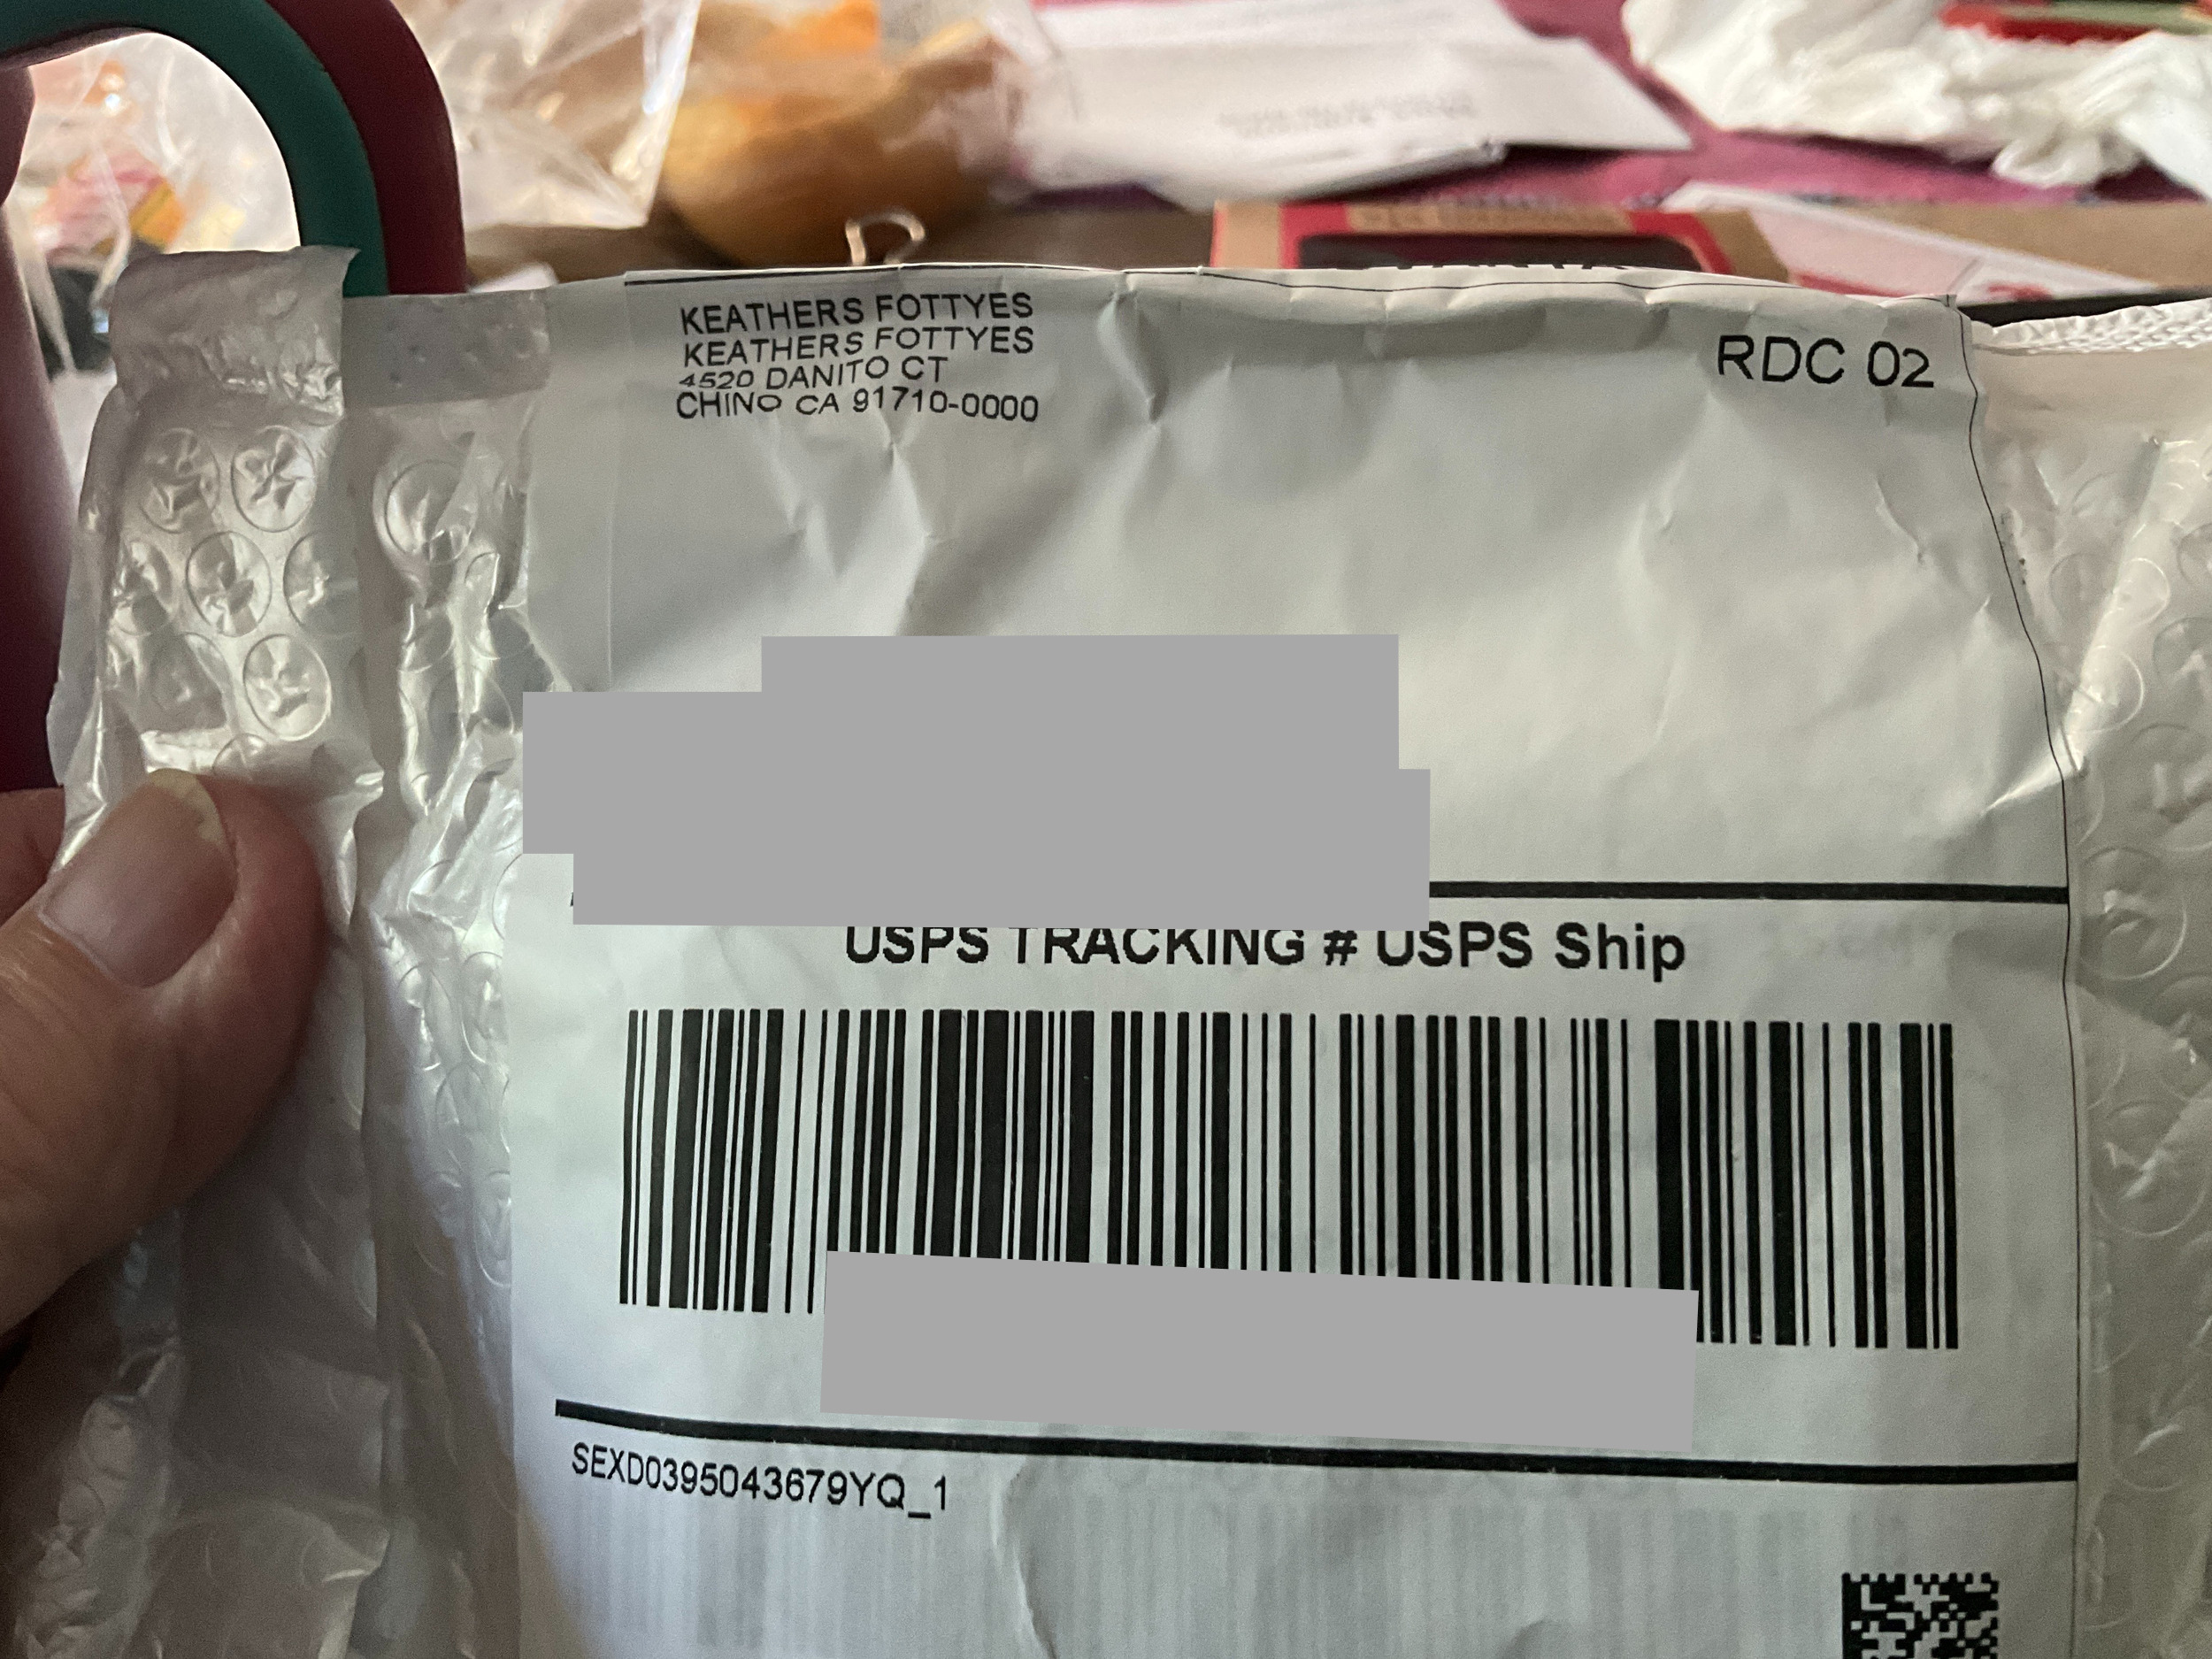 KEATHERS FOTTYES
KEATHERS FOTTYES
4520 DANITO CT
CHINO CA 91710-0000
RDC 02
USPS TRACKING # USPS Ship
SEXD0395043679YQ_1